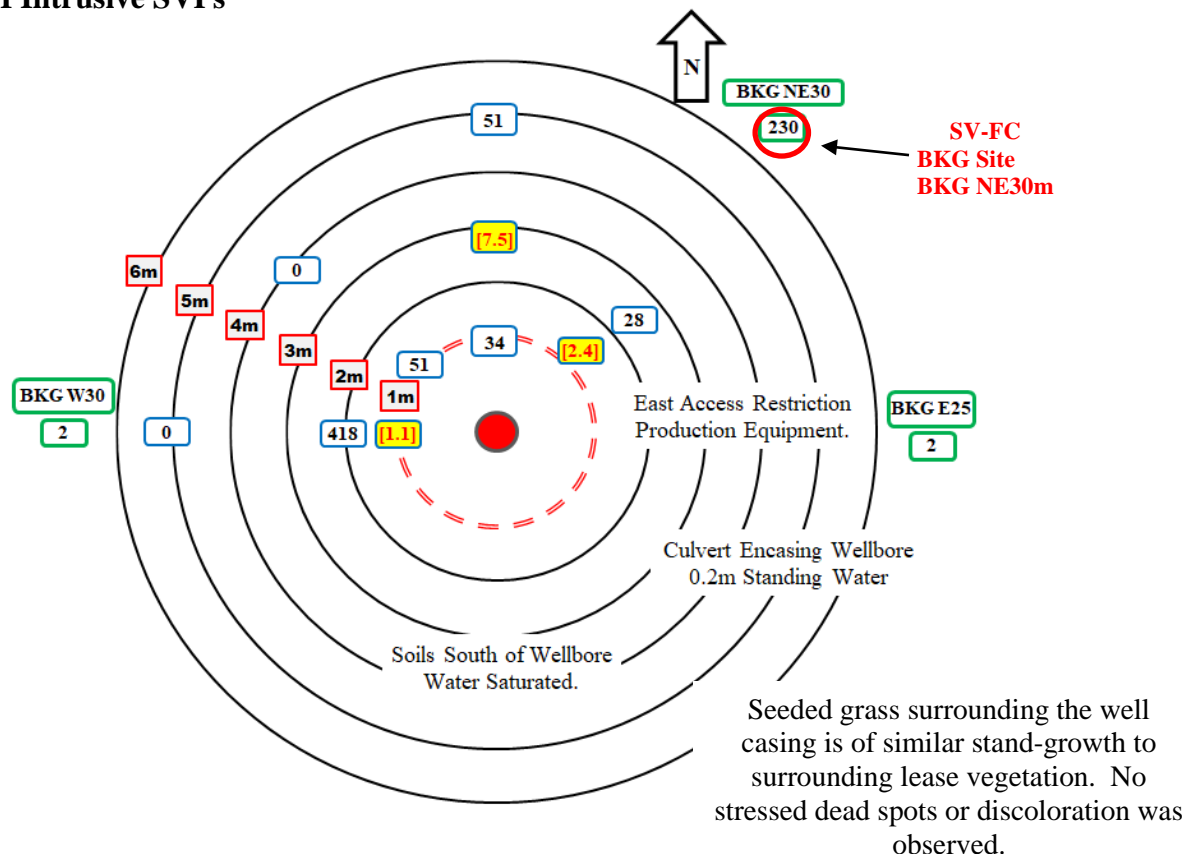 Intrusive SVPs
N
BKG NE30
230
SV-FC
BKG Site
BKG NE30m
51
[7.5]
0
6m
5m
4m
3m
2m
1m
28
34
[2.4]
51
BKG W30
2
0
418
[1.1]
East Access Restriction
Production Equipment.
BKG E25
2
Culvert Encasing Wellbore
0.2m Standing Water
Soils South of Wellbore
Water Saturated.
Seeded grass surrounding the well
casing is of similar stand-growth to
surrounding lease vegetation. No
stressed dead spots or discoloration was
observed.